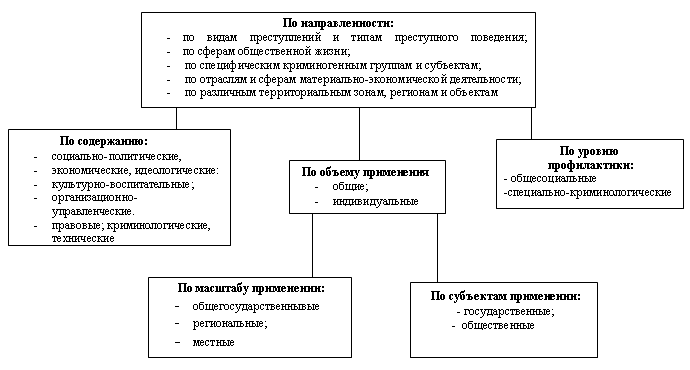 По направленности:
- по видам преступлений и типам преступного поведения;
- по сферам общественной жизни;
- по специфическим криминогенным группам и субъектам;
- по отраслям и сферам материально-экономической деятельности;
- по различным территориальным зонам, регионам и объектам
По содержанию:
- социально-политические,
- экономические, идеологические:
- культурно-воспитательные;
- организационно-
управленческие.
- правовые; криминологические,
технические
По объему применения
- общие;
- индивидуальные
По уровню
профилактики:
- общесоциальные
-специально-криминологические
По масштабу применении:
- общегосударственнывые
- региональные;
- местные
По субъектам применении:
- государственные;
- общественные